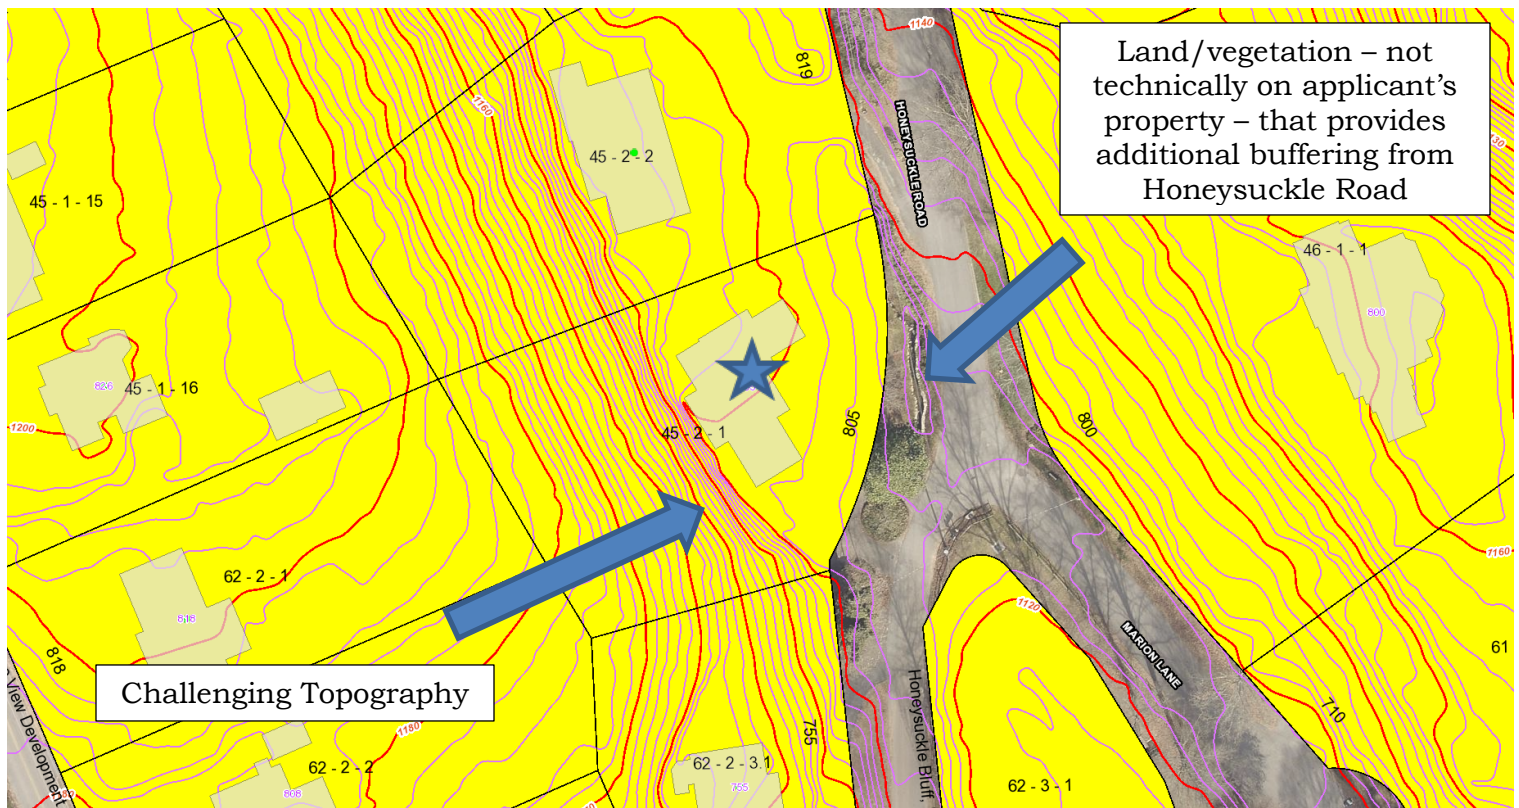 1140
Land/vegetation – not
technically on applicant's
property – that provides
additional buffering from
Honeysuckle Road
819
1160
HONEYSUCKLE ROAD
45 - 2 - 2
45 - 1 - 15
46 - 1 - 1
800
826
45 - 1 - 16
1200
45 - 2 - 1
805
800
1160
62 - 2 - 1
818
818
1120
MARION LANE
61
Challenging Topography
View Development
1180
755
Honeysuckle Bluff,
710
62 - 2 - 2
808
62 - 2 - 3.1
755
62 - 3 - 1